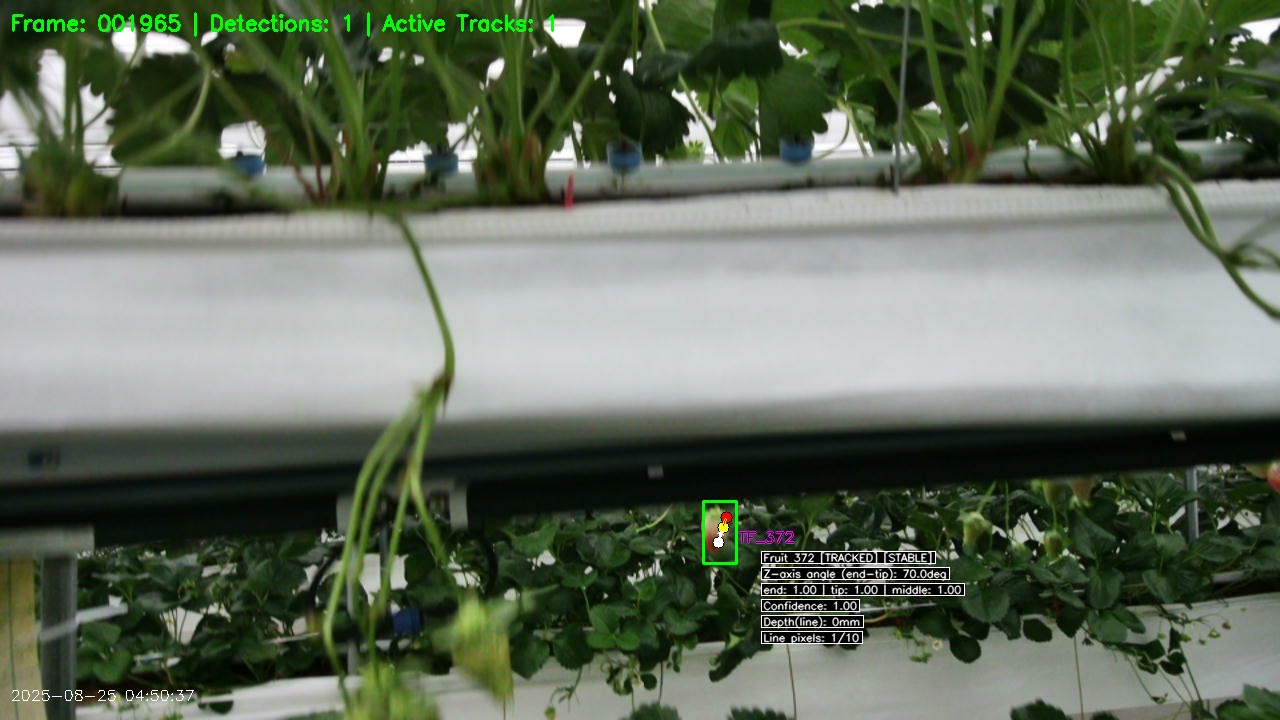 Frame: 001965 | Detections: 1 | Active Tracks: 1
TF_372
Fruit 372 [TRACKED] [STABLE]
Z-axis angle (end-tip): 70.0deg
end: 1.00 | tip: 1.00 | middle: 1.00
Confidence: 1.00
Depth(line): 0mm
Line pixels: 1/10
2025-08-25 04:50:37